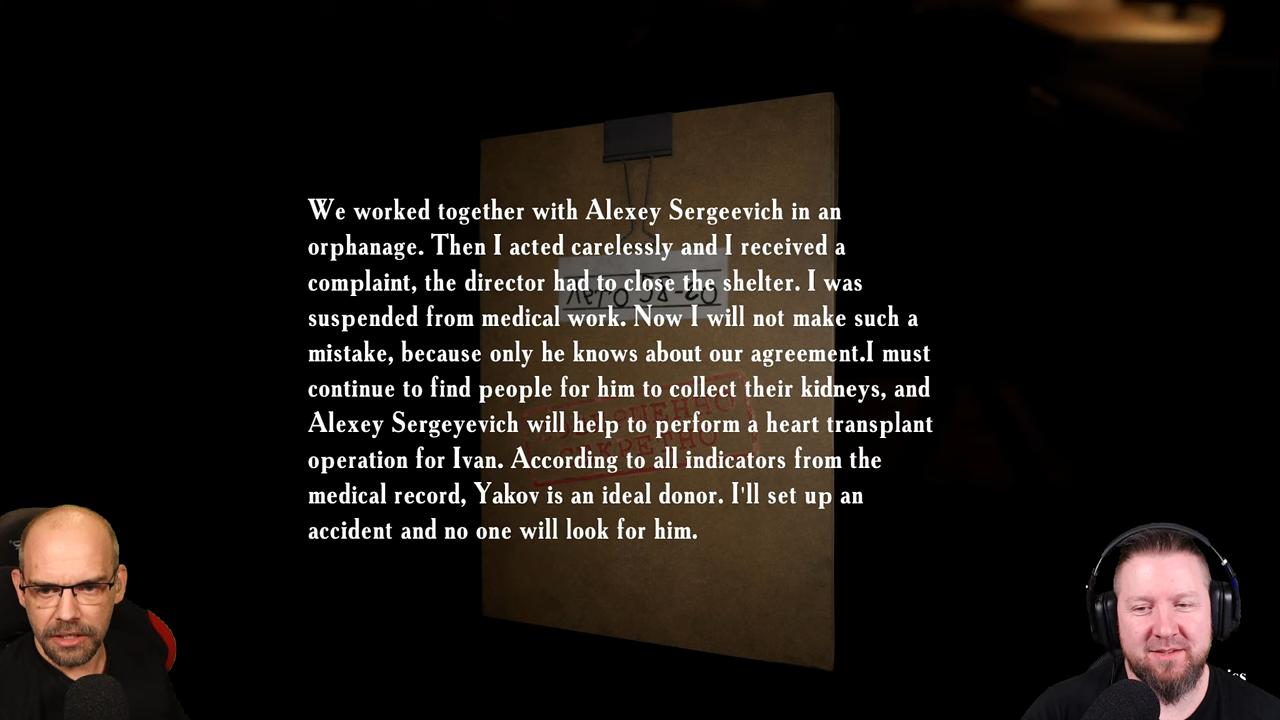 We worked together with Alexey Sergeevich in an
orphanage. Then I acted carelessly and I received a
complaint, the director had to close the shelter. I was
suspended from medical work. Now I will not make such a
mistake, because only he knows about our agreement.I must
continue to find people for him to collect their kidneys, and
Alexey Sergeyevich will help to perform a heart transplant
operation for Ivan. According to all indicators from the
medical record, Yakov is an ideal donor. I'll set up an
accident and no one will look for him.